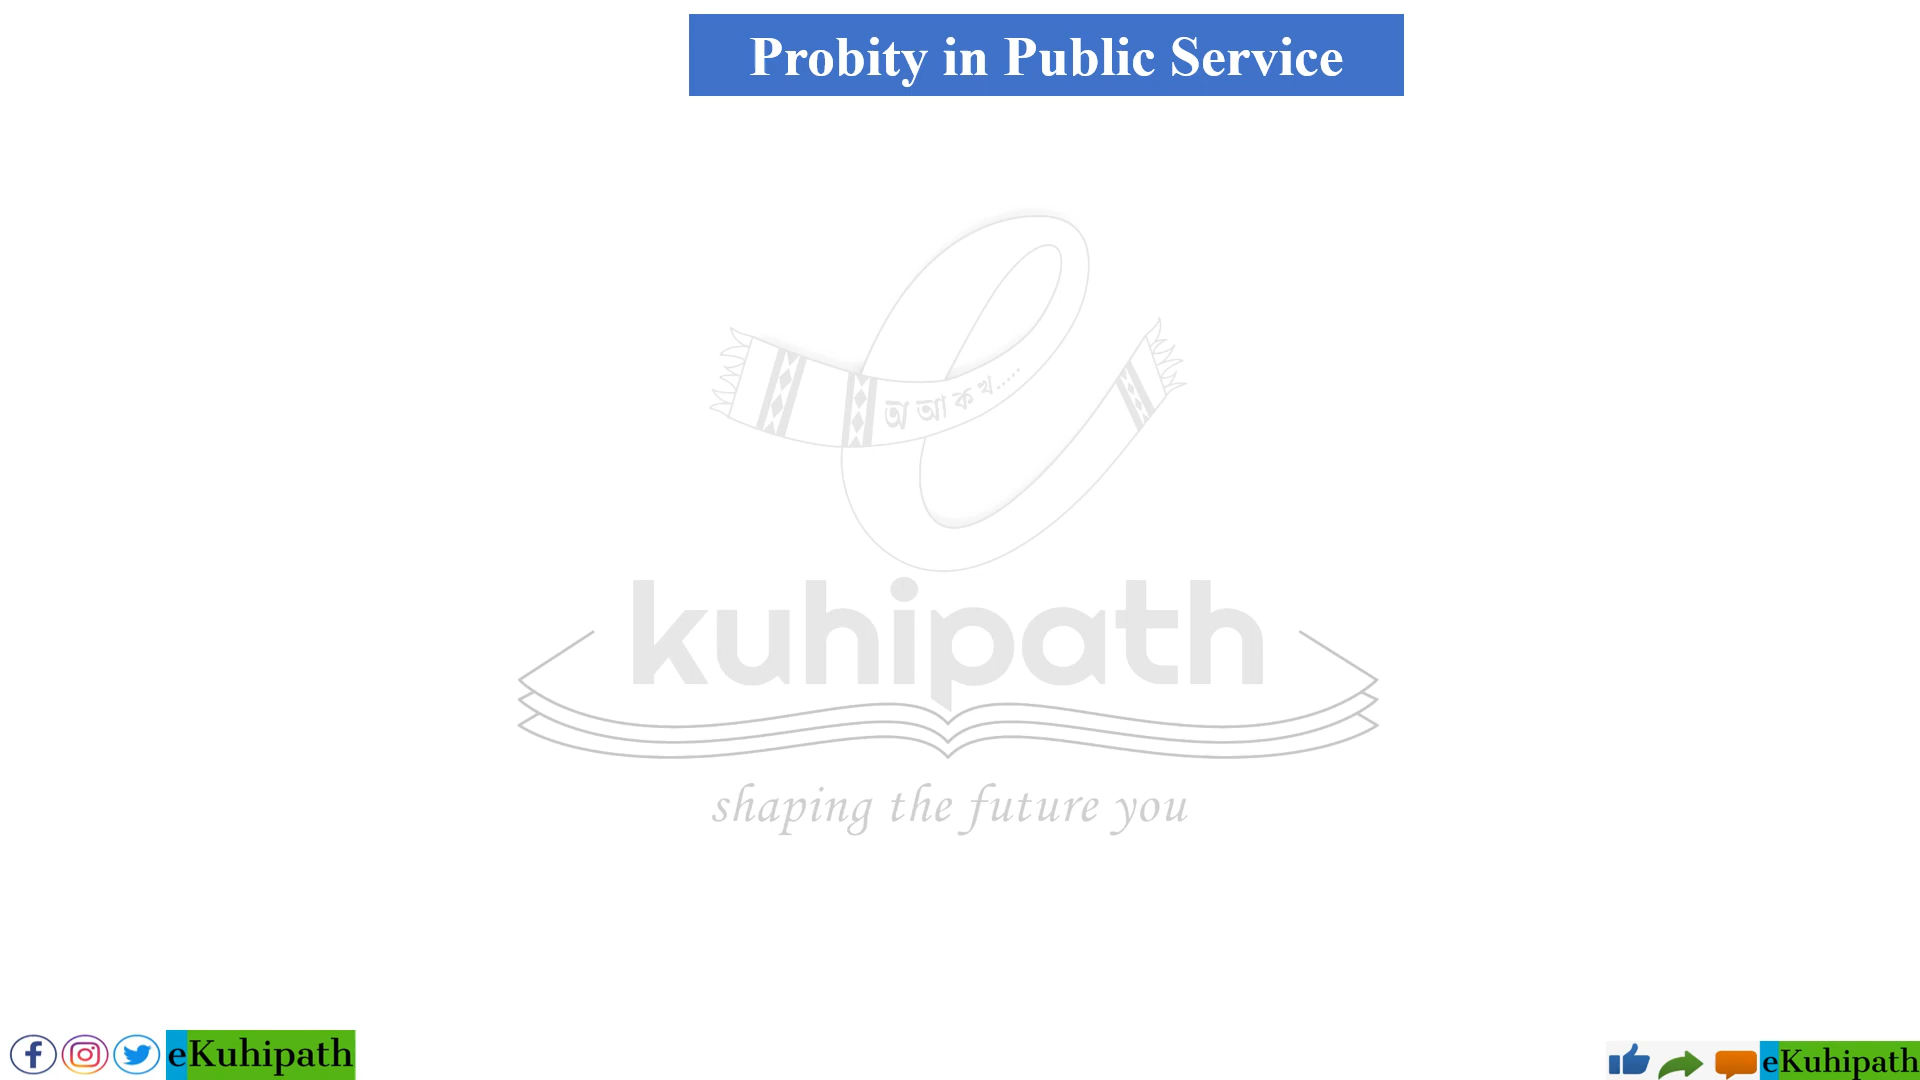 Probity in Public Service
অ আ ক খ.....
kuhipath
shaping the future you
eKuhipath
eKuhipath